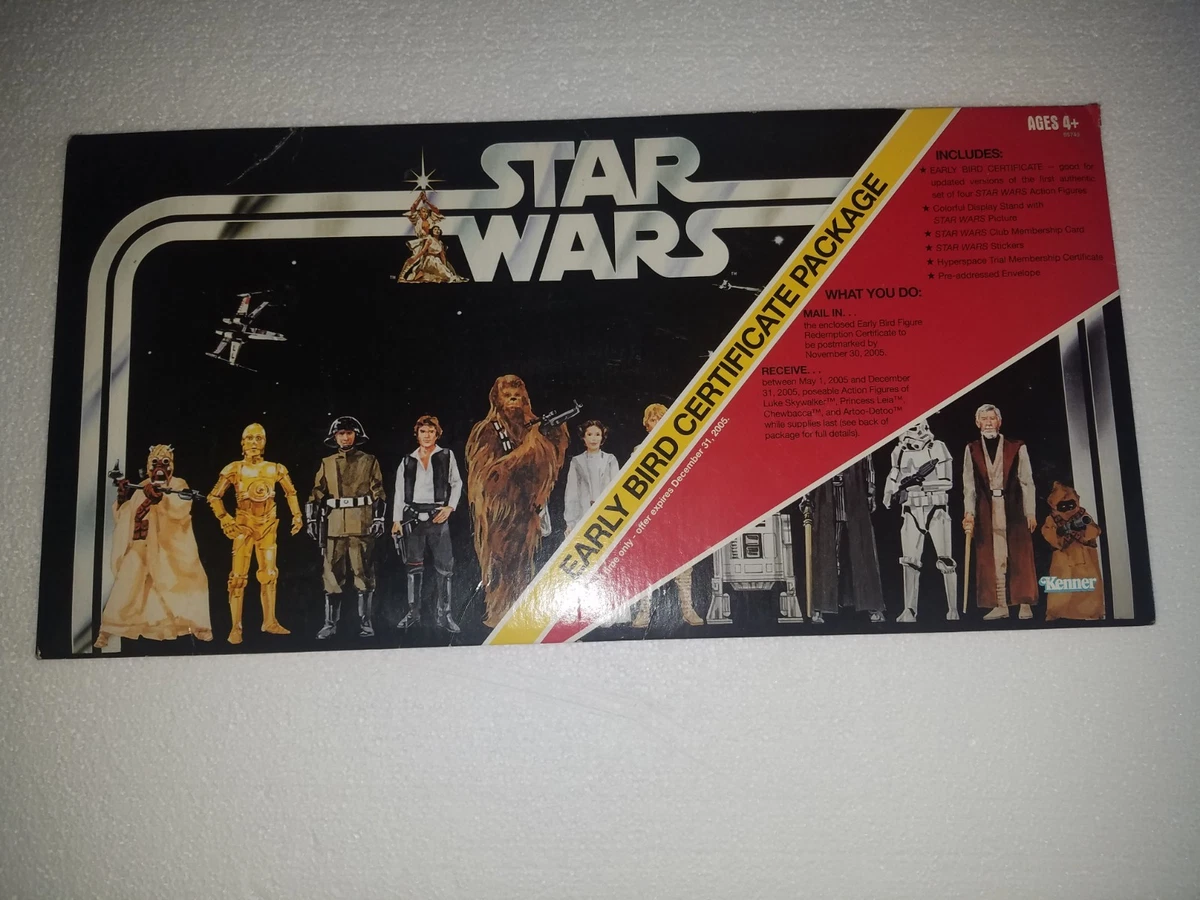 STAR
WARS
™
™
EARLY BIRD CERTIFICATE PACKAGE
time only - offer expires December 31, 2005.
AGES 4+
INCLUDES:
★ EARLY BIRD CERTIFICATE – good for
updated versions of the first authentic
set of four STAR WARS Action Figures
★ Colorful Display Stand with
STAR WARS Picture
★ STAR WARS Club Membership Card
★ STAR WARS Stickers
★ Hyperspace Trial Membership Certificate
★ Pre-addressed Envelope
WHAT YOU DO:
MAIL IN. . .
the enclosed Early Bird Figure
Redemption Certificate to
be postmarked by
November 30, 2005.
RECEIVE. . .
between May 1, 2005 and December
31, 2005, poseable Action Figures of
Luke Skywalker™, Princess Leia™,
Chewbacca™, and Artoo-Detoo™
while supplies last (see back of
package for full details).
Kenner